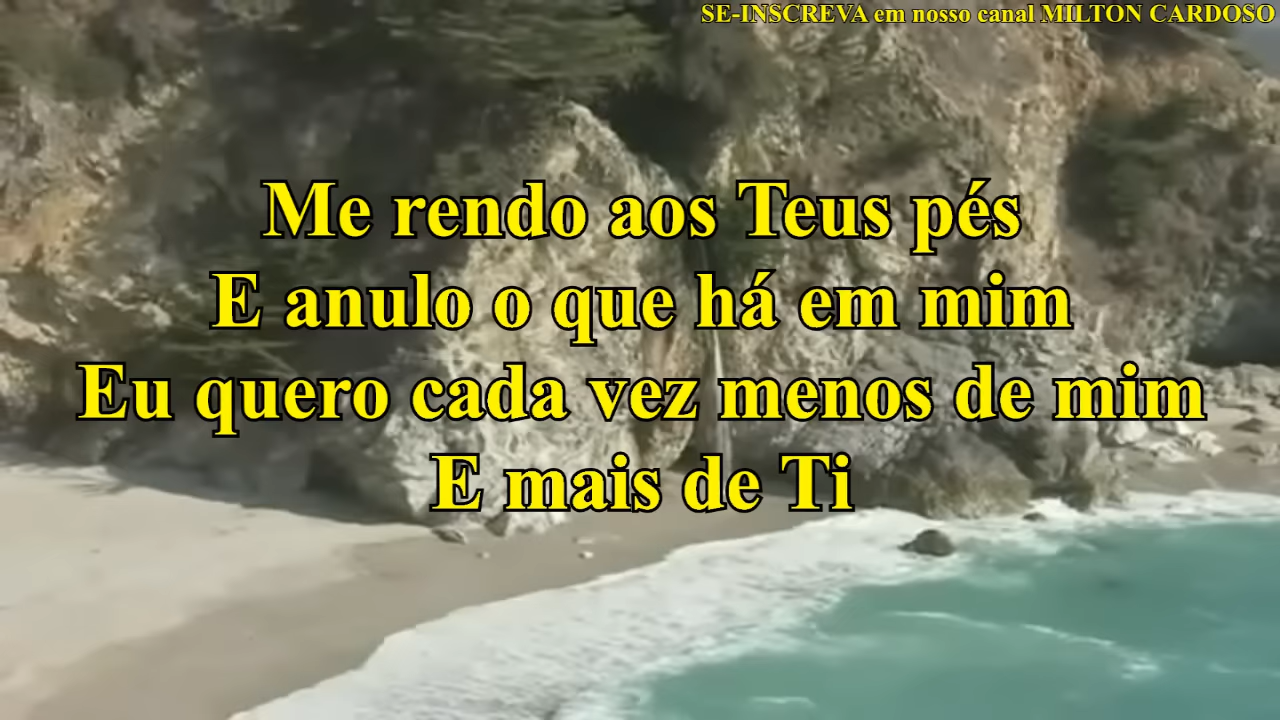 SE-INSCREVA em nosso canal MILTON CARDOSO
Me rendo aos Teus pés
E anulo o que há em mim
Eu quero cada vez menos de mim
E mais de Ti